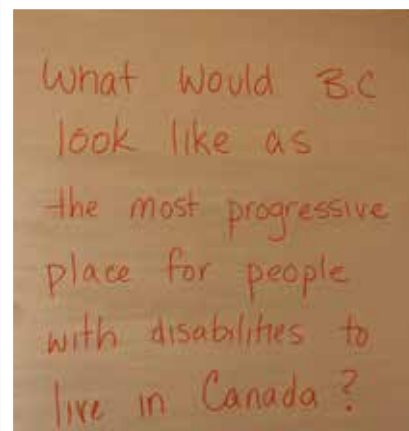 What would B.C
look like as
the most progressive
place for people
with disabilities to
live in Canada?